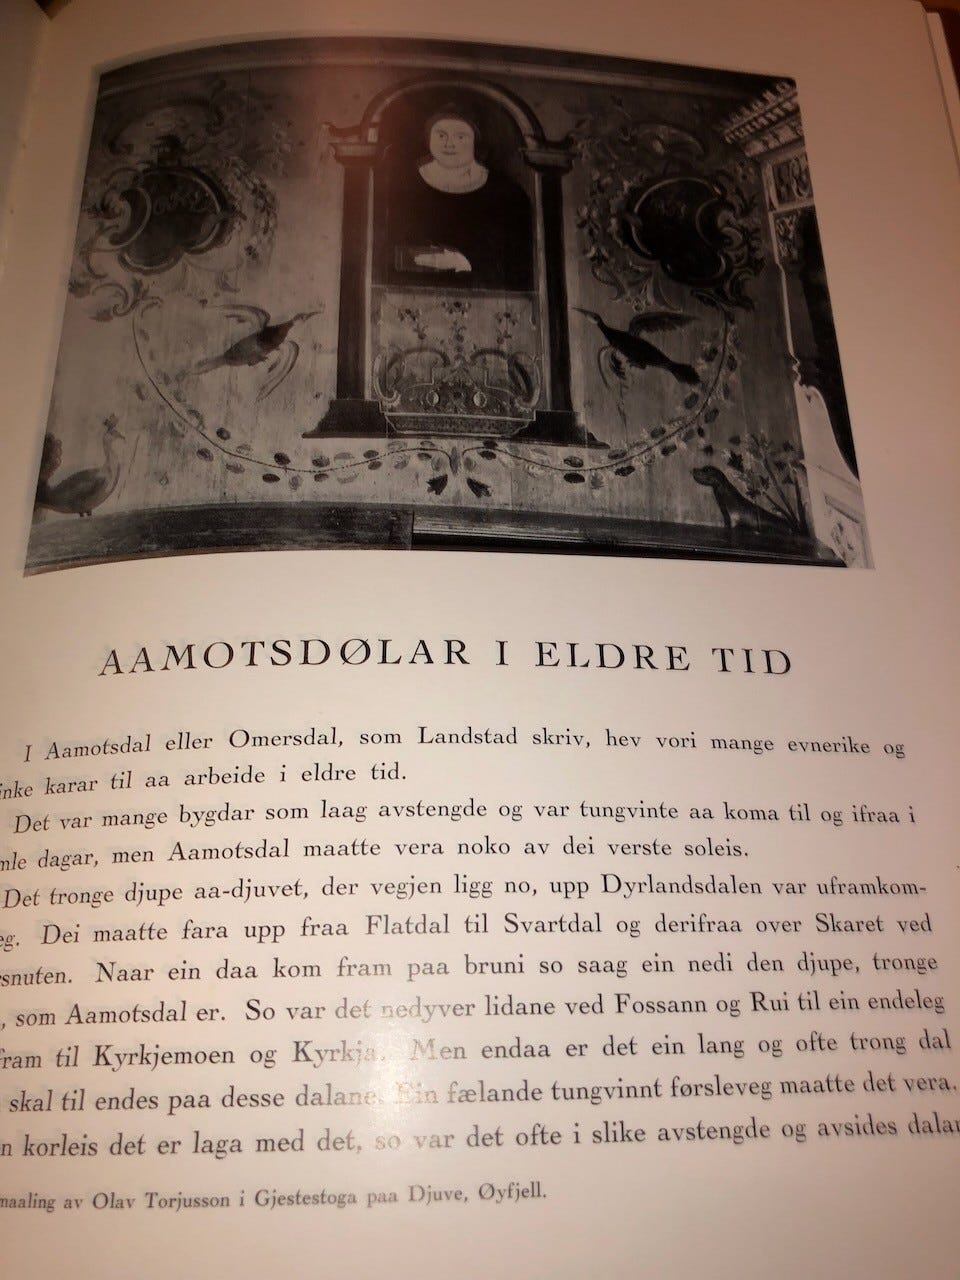 AAMOTSDØLAR I ELDRE TID
I Aamotsdal eller Omersdal, som Landstad skriv, hev vori mange evnerike og
karar til aa arbeide i eldre tid.
Det var mange bygdar som laag avstengde og var tungvinte aa koma til og ifraa i
dagar, men Aamotsdal maatte vera noko av dei verste soleis.
Det tronge djupe aa-djuvet, der vegjen ligg no, upp Dyrlandsdalen var uframkom-
eg. Dei maatte fara upp fraa Flatdal til Svartdal og derifraa over Skaret ved
snuten. Naar ein daa kom fram paa bruni so saag ein nedi den djupe, tronge
, som Aamotsdal er. So var det nedyver lidane ved Fossann og Rui til ein endeleg
fram til Kyrkjemoen og Kyrkja. Men endaa er det ein lang og ofte trong dal
skal til endes paa desse dalane. Ein fælande tungvinnt førsleveg maatte det vera.
korleis det er laga med det, so var det ofte i slike avstengde og avsides dalar
maaling av Olav Torjusson i Gjestestoga paa Djuve, Øyfjell.